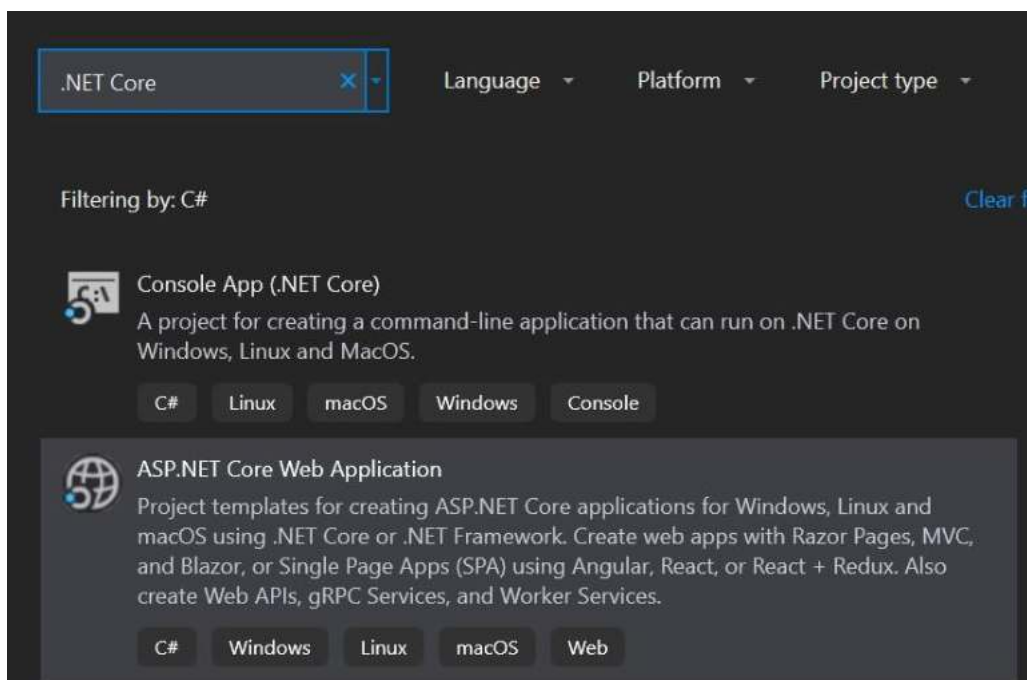 .NET Core
Language
Platform
Project type
Filtering by: C#
Clear f
C:\
Console App (.NET Core)
A project for creating a command-line application that can run on .NET Core on
Windows, Linux and MacOS.
C#
Linux
macOS
Windows
Console
ASP.NET Core Web Application
Project templates for creating ASP.NET Core applications for Windows, Linux and
macOS using .NET Core or .NET Framework. Create web apps with Razor Pages, MVC,
and Blazor, or Single Page Apps (SPA) using Angular, React, or React + Redux. Also
create Web APIs, gRPC Services, and Worker Services.
C#
Windows
Linux
macOS
Web